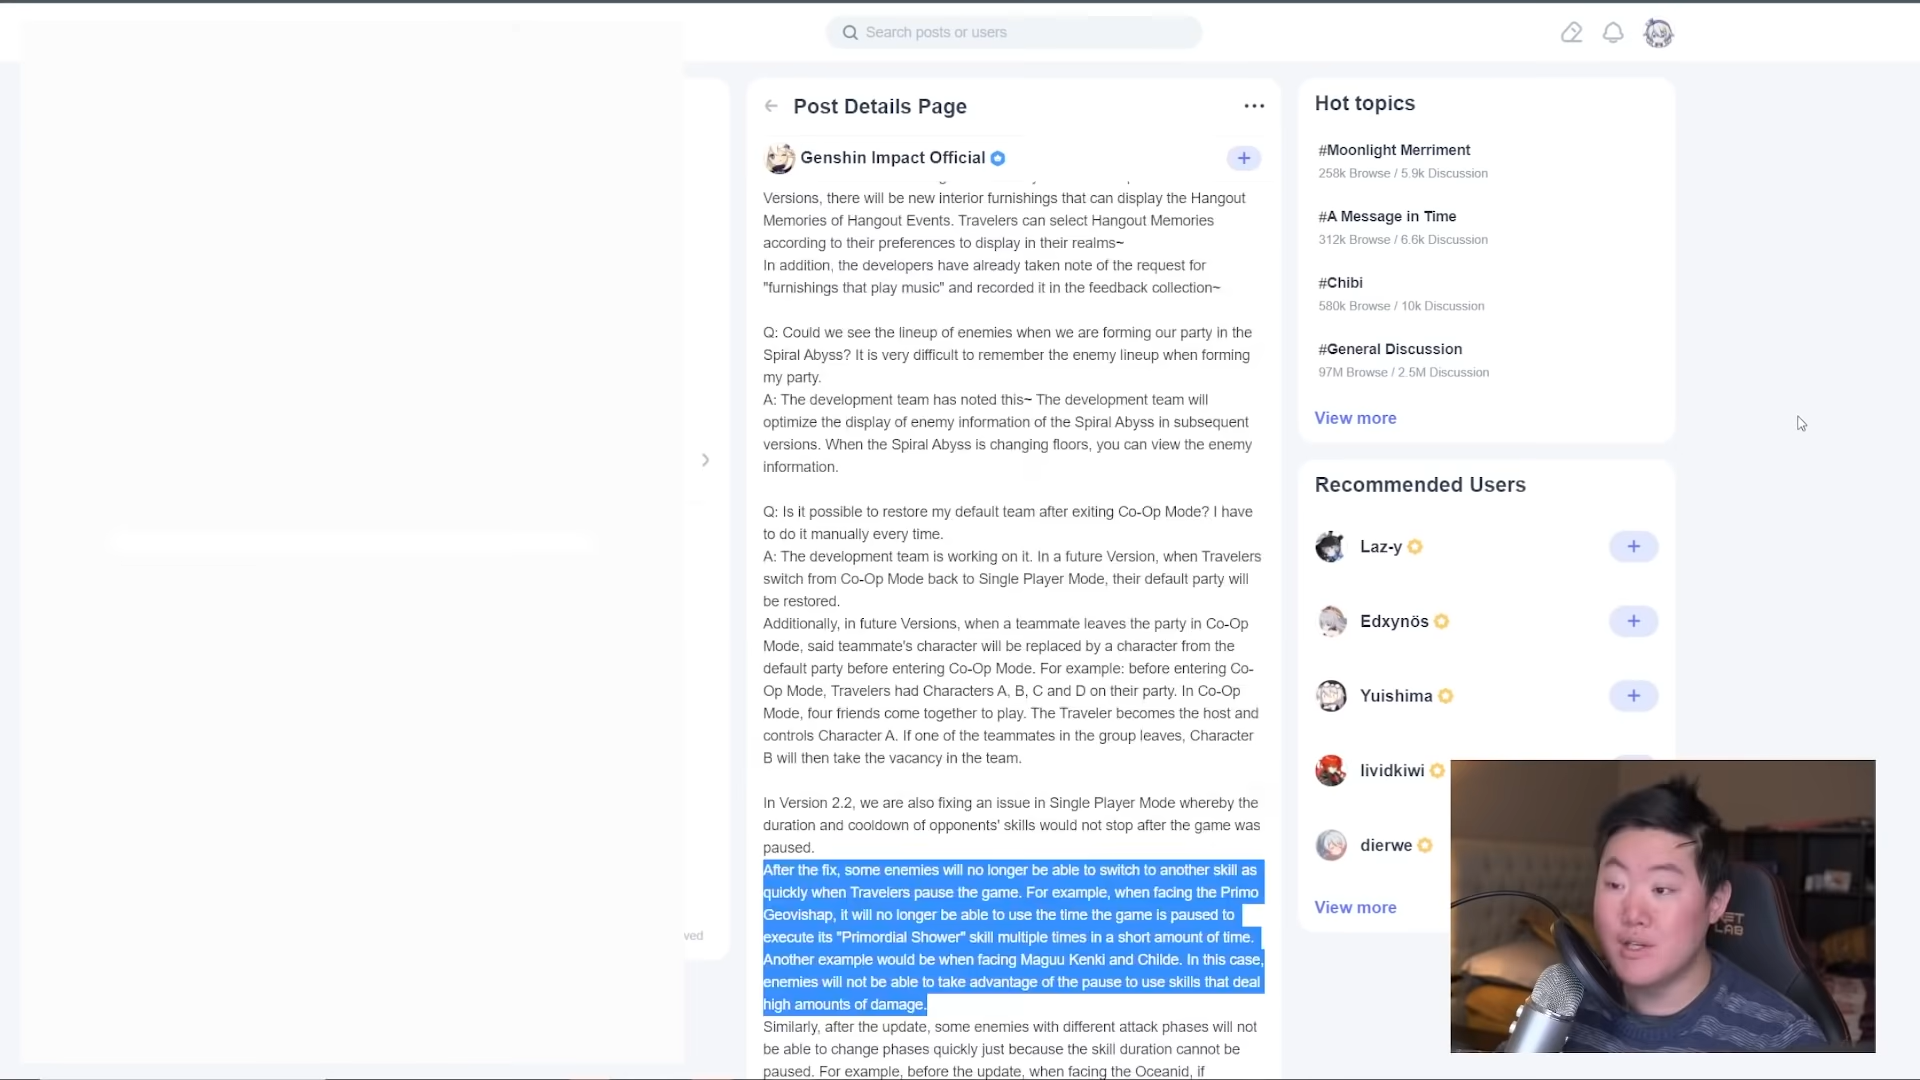 Search posts or users
Post Details Page
Genshin Impact Official
Versions, there will be new interior furnishings that can display the Hangout
Memories of Hangout Events. Travelers can select Hangout Memories
according to their preferences to display in their realms~
In addition, the developers have already taken note of the request for
"furnishings that play music" and recorded it in the feedback collection~
Q: Could we see the lineup of enemies when we are forming our party in the
Spiral Abyss? It is very difficult to remember the enemy lineup when forming
my party.
A: The development team has noted this~ The development team will
optimize the display of enemy information of the Spiral Abyss in subsequent
versions. When the Spiral Abyss is changing floors, you can view the enemy
information.
Q: Is it possible to restore my default team after exiting Co-Op Mode? I have
to do it manually every time.
A: The development team is working on it. In a future Version, when Travelers
switch from Co-Op Mode back to Single Player Mode, their default party will
be restored.
Additionally, in future Versions, when a teammate leaves the party in Co-Op
Mode, said teammate's character will be replaced by a character from the
default party before entering Co-Op Mode. For example: before entering Co-
Op Mode, Travelers had Characters A, B, C and D on their party. In Co-Op
Mode, four friends come together to play. The Traveler becomes the host and
controls Character A. If one of the teammates in the group leaves, Character
B will then take the vacancy in the team.
In Version 2.2, we are also fixing an issue in Single Player Mode whereby the
duration and cooldown of opponents' skills would not stop after the game was
paused.
After the fix, some enemies will no longer be able to switch to another skill as
quickly when Travelers pause the game. For example, when facing the Primo
Geovishap, it will no longer be able to use the time the game is paused to
execute its "Primordial Shower" skill multiple times in a short amount of time.
Another example would be when facing Maguu Kenki and Childe. In this case,
enemies will not be able to take advantage of the pause to use skills that deal
high amounts of damage.
Similarly, after the update, some enemies with different attack phases will not
be able to change phases quickly just because the skill duration cannot be
paused. For example, before the update, when facing the Oceanid, if
ved
Hot topics
#Moonlight Merriment
258k Browse / 5.9k Discussion
#A Message in Time
312k Browse / 6.6k Discussion
#Chibi
580k Browse / 10k Discussion
#General Discussion
97M Browse / 2.5M Discussion
View more
Recommended Users
Laz-y
Edxynös
Yuishima
lividkiwi
dierwe
View more